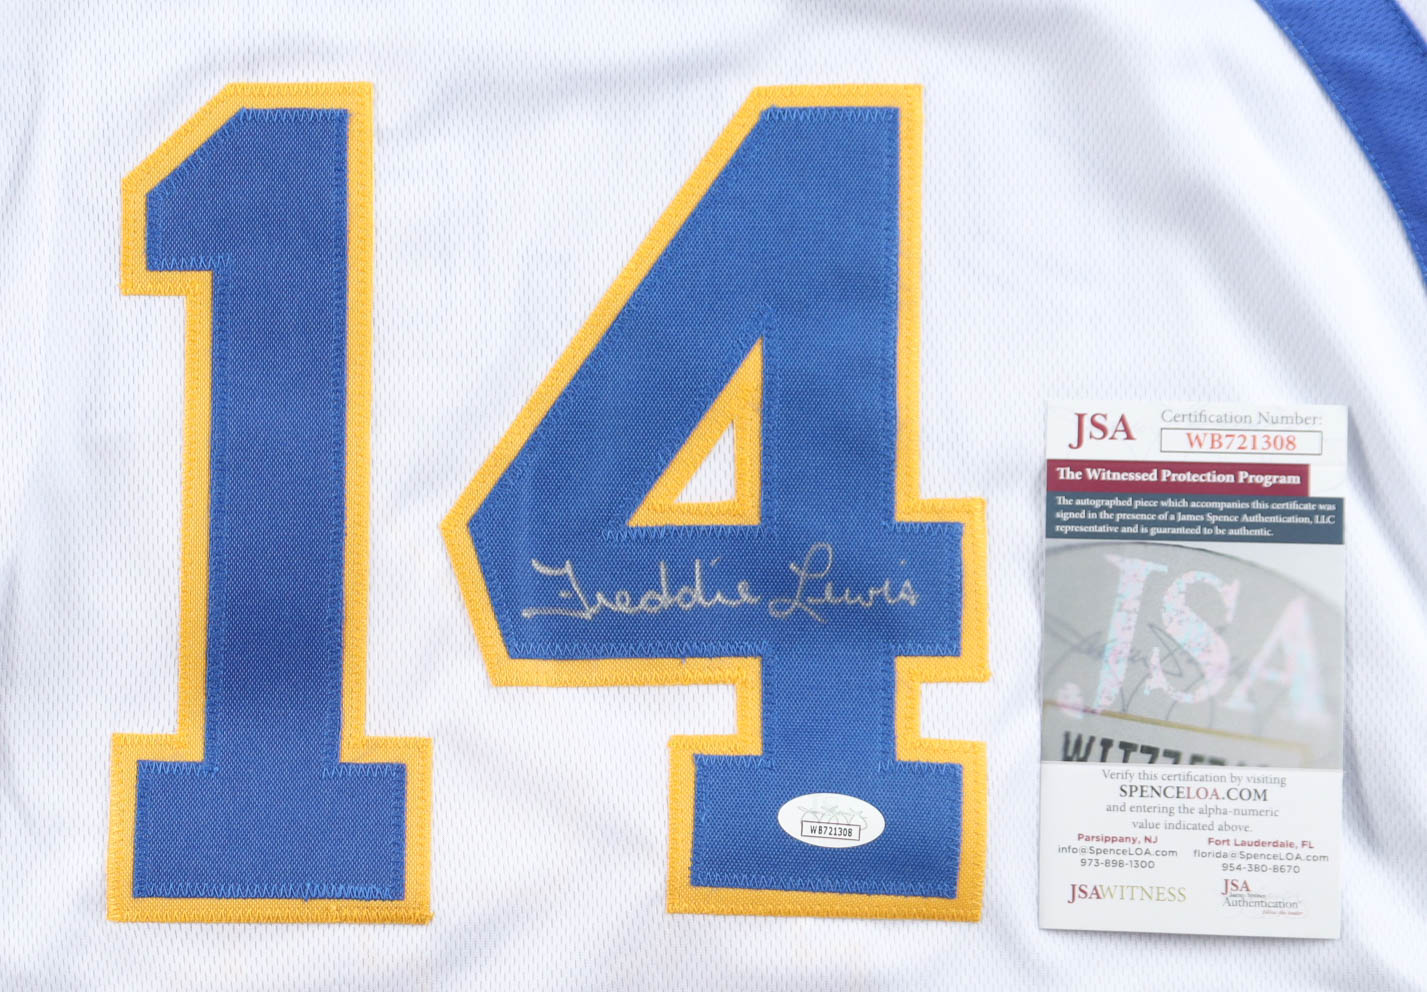 14
Freddie Lewis
WB721308
JSA
Certification Number:
WB721308
The Witnessed Protection Program
The autographed piece which accompanies this certificate was
signed in the presence of a James Spence Authentication, LLC
representative and is guaranteed to be authentic.
JSA
Verify this certification by visiting
SPENCELOA.COM
and entering the alpha-numeric
value indicated above.
Parsippany, NJ
info@SpenceLOA.com
973-898-1300
Fort Lauderdale, FL
florida@SpenceLOA.com
954-380-8670
JSAWITNESS
JSA
Authentication